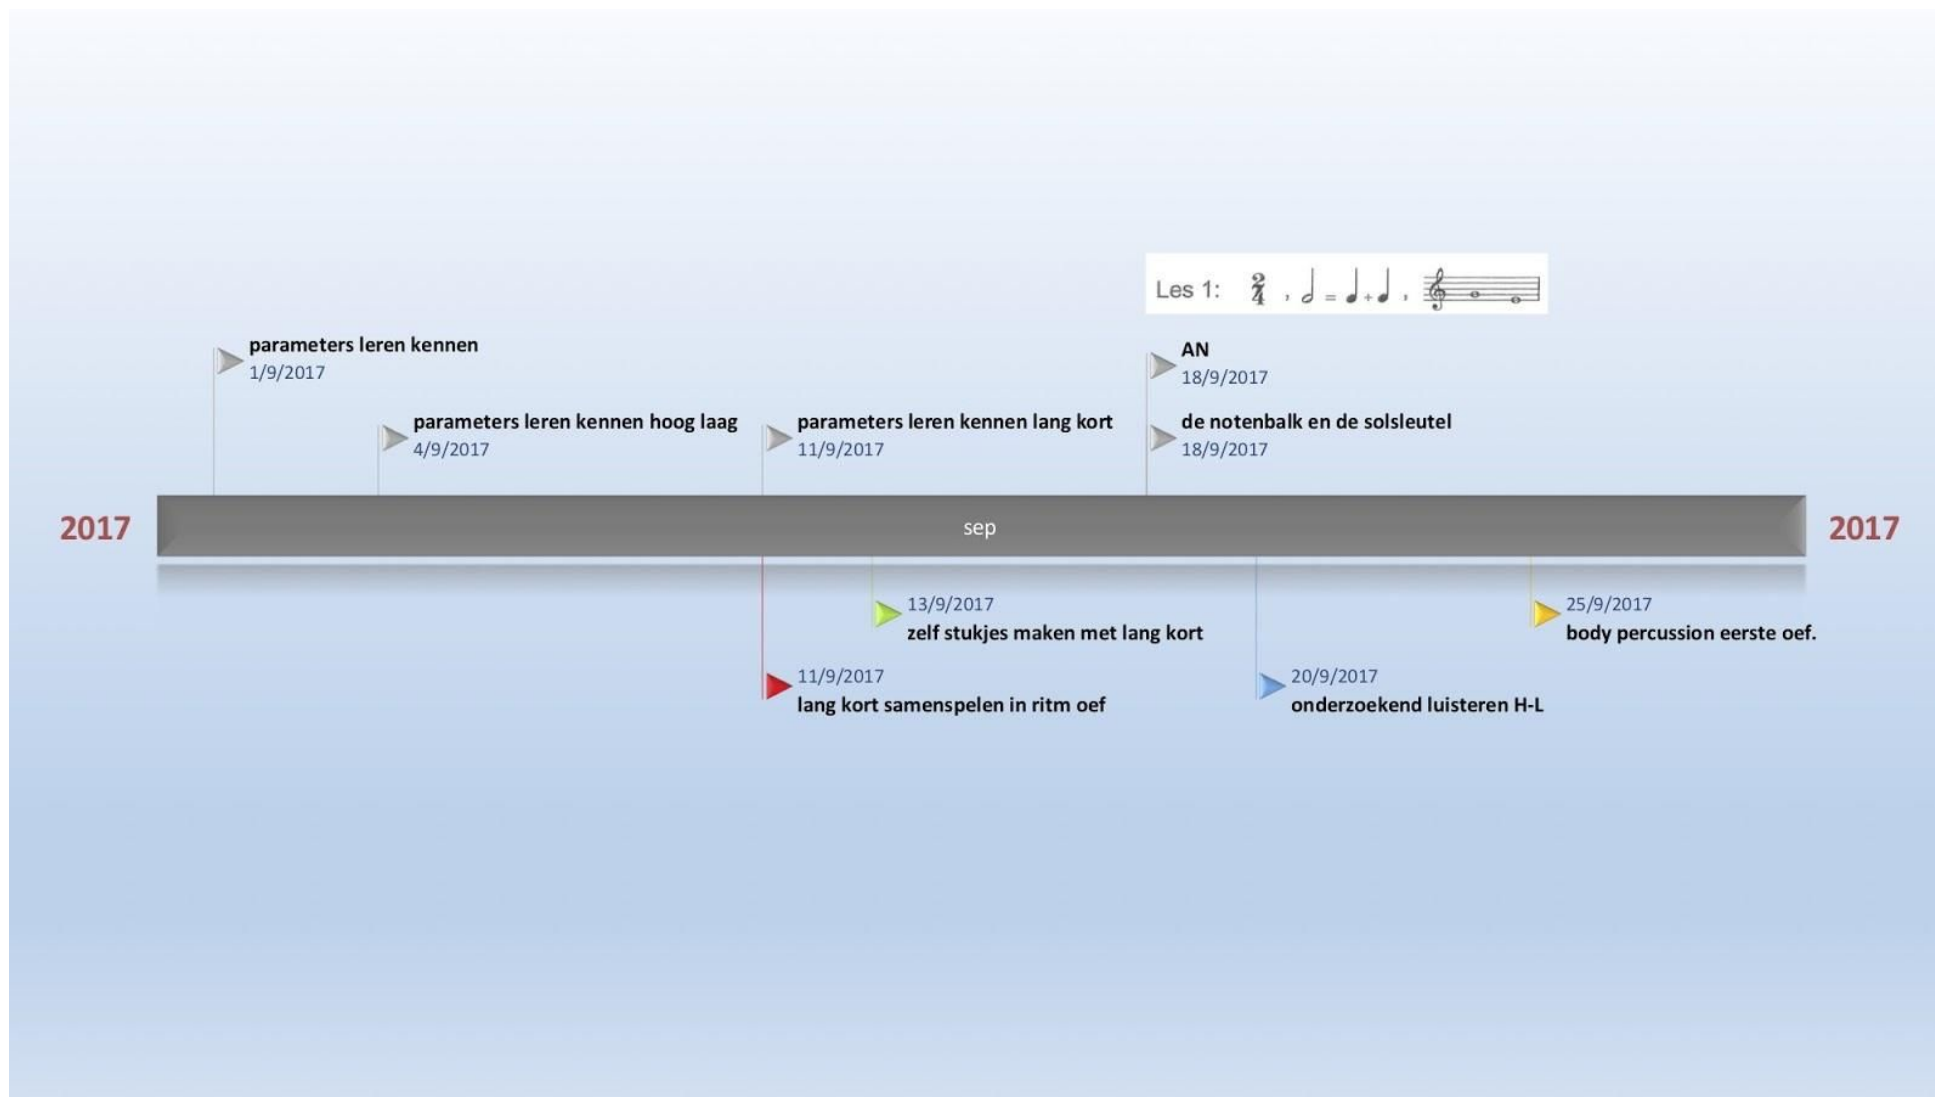 Les 1: 2/4 , = + ,
parameters leren kennen
1/9/2017
AN
18/9/2017
parameters leren kennen hoog laag
4/9/2017
parameters leren kennen lang kort
11/9/2017
de notenbalk en de solsleutel
18/9/2017
2017
sep
2017
13/9/2017
zelf stukjes maken met lang kort
25/9/2017
body percussion eerste oef.
11/9/2017
lang kort samenspelen in ritm oef
20/9/2017
onderzoekend luisteren H-L